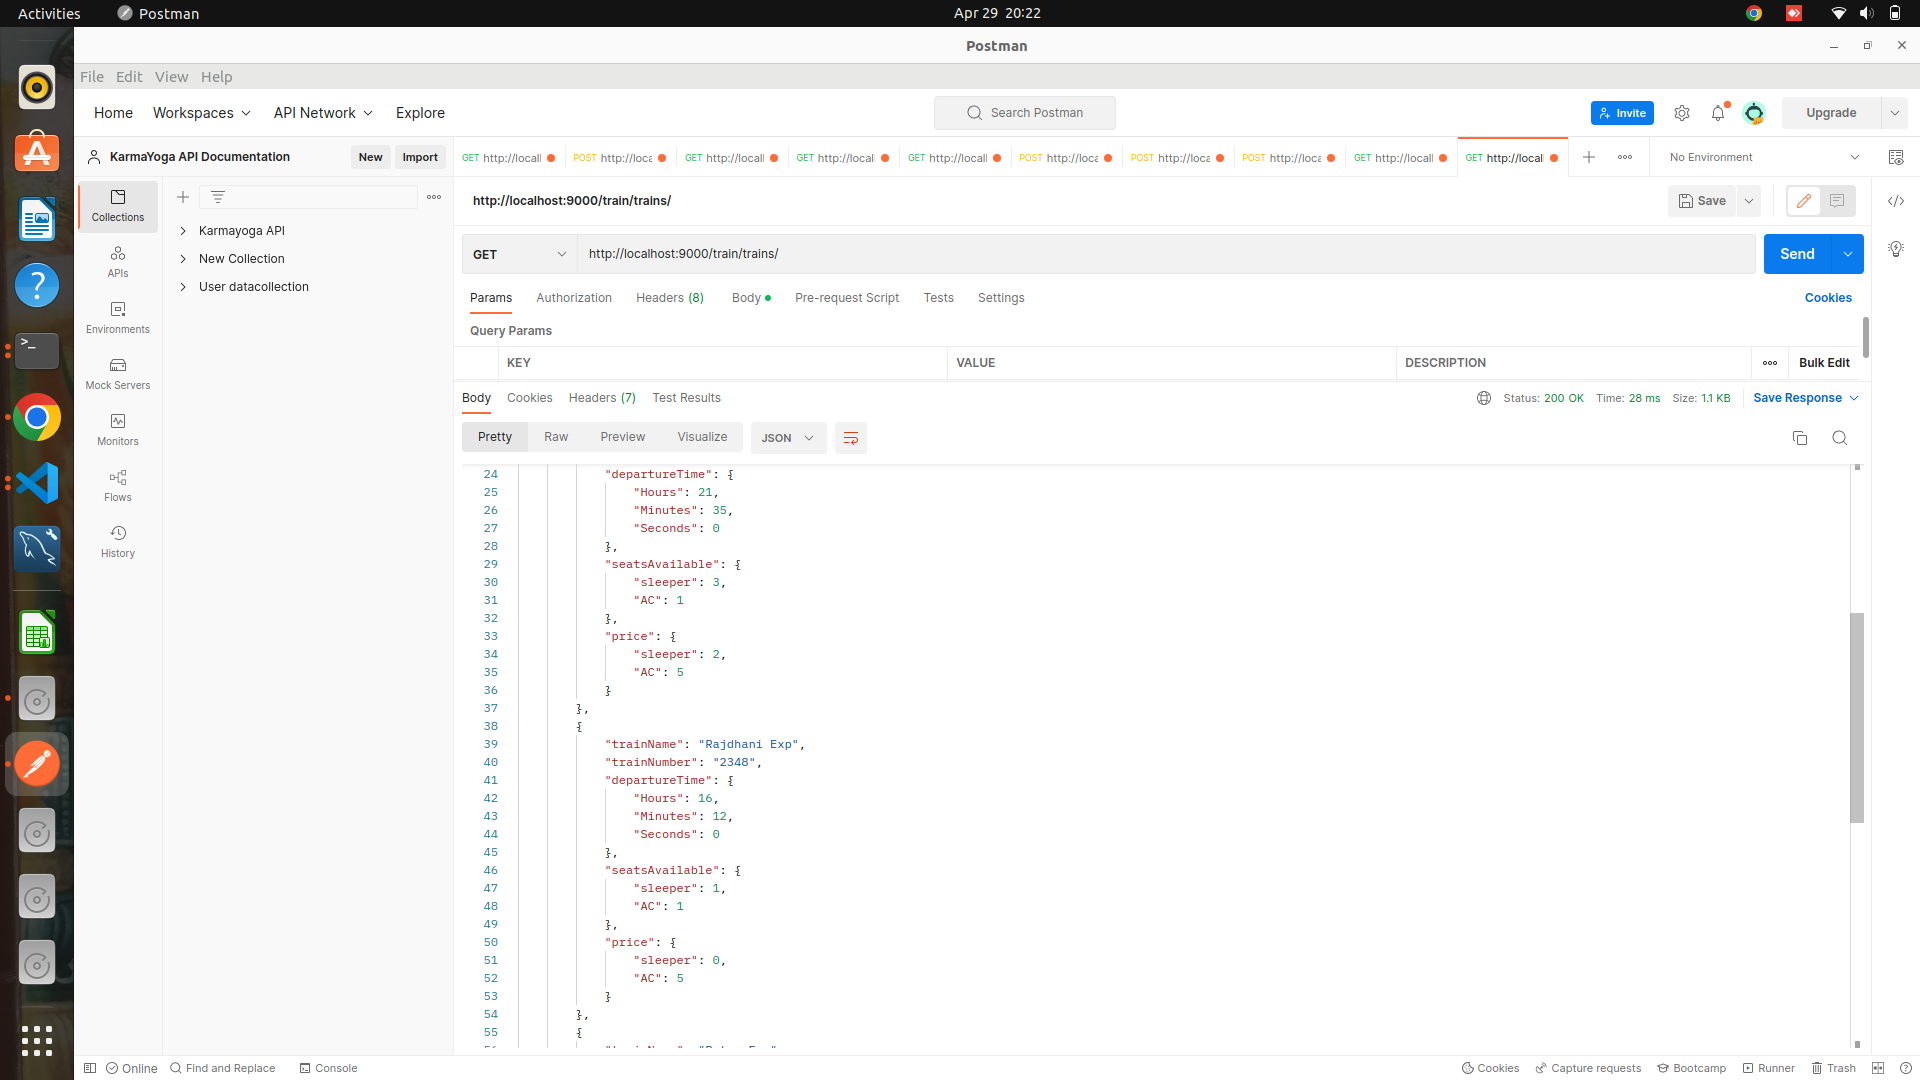 Activities
Postman
Apr 29 20:22
Postman
File Edit View Help
Home
Workspaces
API Network
Explore
Search Postman
Invite
Upgrade
KarmaYoga API Documentation
New
Import
GET http://locall
POST http://loca
GET http://locall
GET http://locall
GET http://locall
POST http://loca
POST http://loca
POST http://loca
GET http://locall
GET http://locall
No Environment
Collections
APIs
Environments
Mock Servers
Monitors
Flows
History
Karmayoga API
New Collection
User datacollection
http://localhost:9000/train/trains/
Save
GET
http://localhost:9000/train/trains/
Send
Params
Authorization
Headers (8)
Body
Pre-request Script
Tests
Settings
Cookies
Query Params
KEY
VALUE
DESCRIPTION
Bulk Edit
Body
Cookies
Headers (7)
Test Results
Status: 200 OK
Time: 28 ms
Size: 1.1 KB
Save Response
Pretty
Raw
Preview
Visualize
JSON
24 "departureTime": {
25 "Hours": 21,
26 "Minutes": 35,
27 "Seconds": 0
28 },
29 "seatsAvailable": {
30 "sleeper": 3,
31 "AC": 1
32 },
33 "price": {
34 "sleeper": 2,
35 "AC": 5
36 }
37 },
38 {
39 "trainName": "Rajdhani Exp",
40 "trainNumber": "2348",
41 "departureTime": {
42 "Hours": 16,
43 "Minutes": 12,
44 "Seconds": 0
45 },
46 "seatsAvailable": {
47 "sleeper": 1,
48 "AC": 1
49 },
50 "price": {
51 "sleeper": 0,
52 "AC": 5
53 }
54 },
55 {
Online
Find and Replace
Console
Cookies
Capture requests
Bootcamp
Runner
Trash